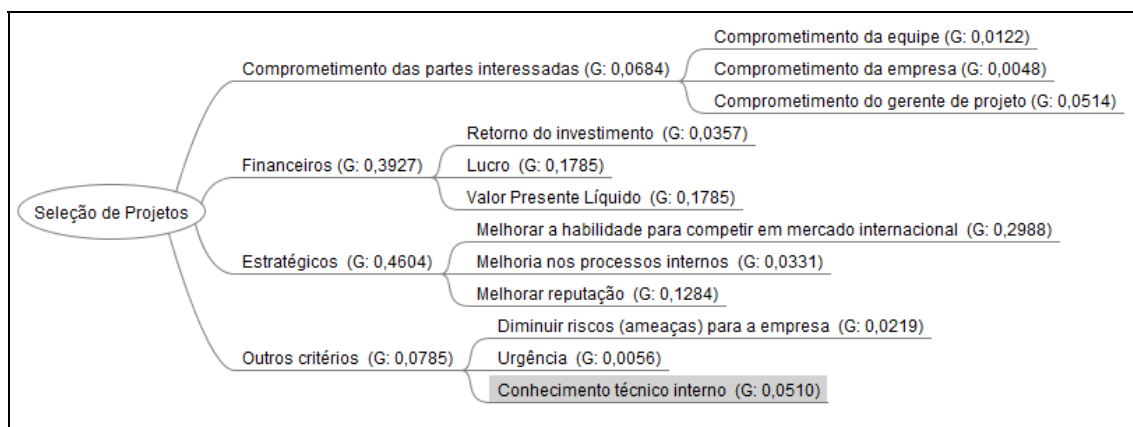 Seleção de Projetos
Comprometimento das partes interessadas (G: 0,0684)
Comprometimento da equipe (G: 0,0122)
Comprometimento da empresa (G: 0,0048)
Comprometimento do gerente de projeto (G: 0,0514)
Financeiros (G: 0,3927)
Retorno do investimento (G: 0,0357)
Lucro (G: 0,1785)
Valor Presente Líquido (G: 0,1785)
Estratégicos (G: 0,4604)
Melhorar a habilidade para competir em mercado internacional (G: 0,2988)
Melhoria nos processos internos (G: 0,0331)
Melhorar reputação (G: 0,1284)
Outros critérios (G: 0,0785)
Diminuir riscos (ameaças) para a empresa (G: 0,0219)
Urgência (G: 0,0056)
Conhecimento técnico interno (G: 0,0510)